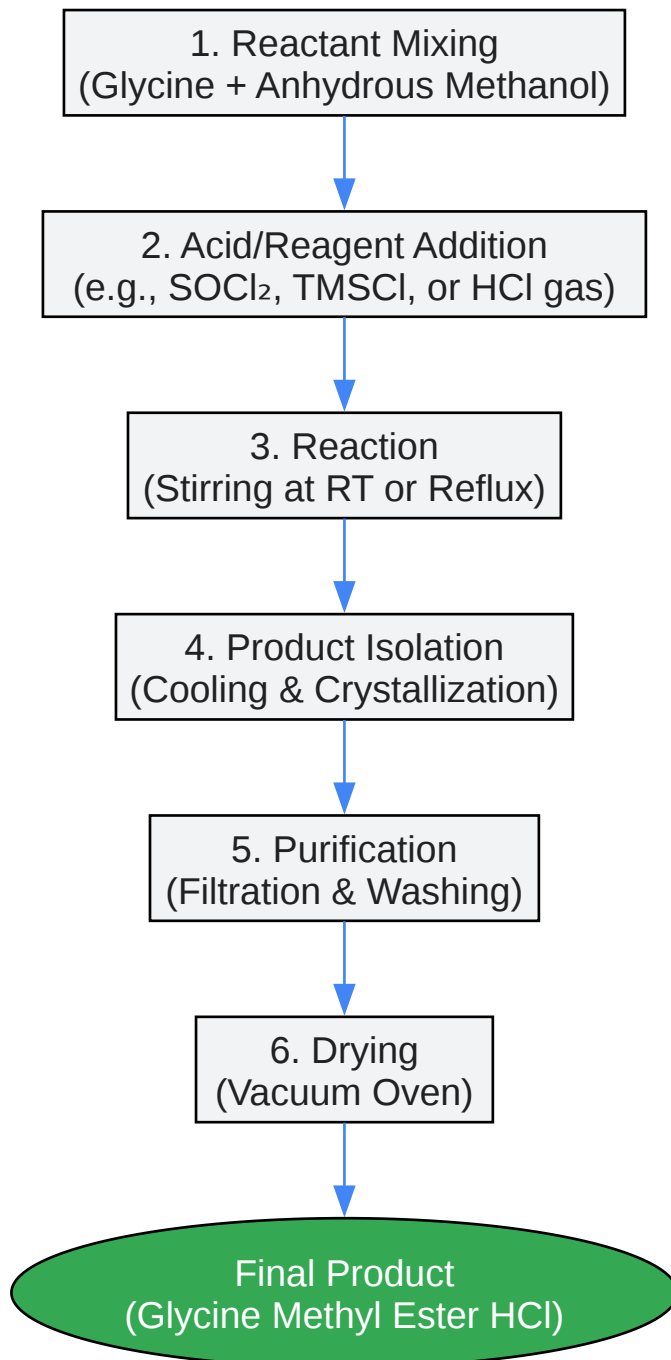 1. Reactant Mixing
(Glycine + Anhydrous Methanol)
2. Acid/Reagent Addition
(e.g., SOCl₂, TMSCl, or HCl gas)
3. Reaction
(Stirring at RT or Reflux)
4. Product Isolation
(Cooling & Crystallization)
5. Purification
(Filtration & Washing)
6. Drying
(Vacuum Oven)
Final Product
(Glycine Methyl Ester HCl)